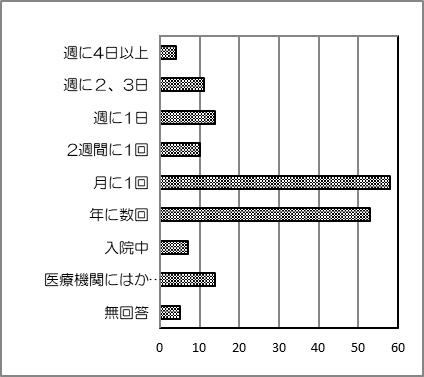 週に４日以上
週に２、３日
週に１日
２週間に１回
月に１回
年に数回
入院中
医療機関にはか…
無回答
0 10 20 30 40 50 60